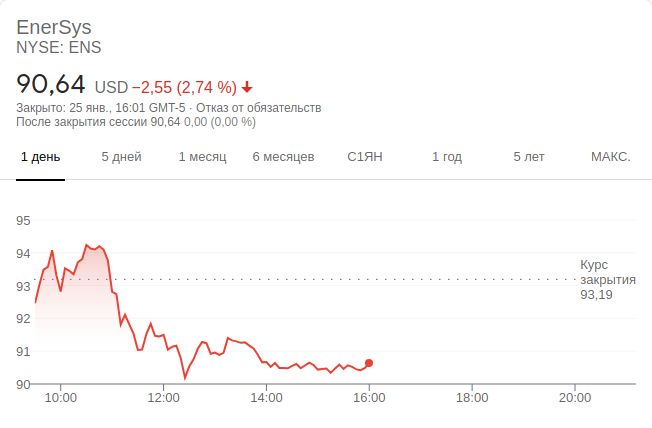 EnerSys
NYSE: ENS
90,64 USD −2,55 (2,74 %)
Закрыто: 25 янв., 16:01 GMT-5 · Отказ от обязательств
После закрытия сессии 90,64 0,00 (0,00 %)
1 день 5 дней 1 месяц 6 месяцев С1ЯН 1 год 5 лет МАКС.
95
94
93
92
91
90
Курс
закрытия
93,19
10:00 12:00 14:00 16:00 18:00 20:00